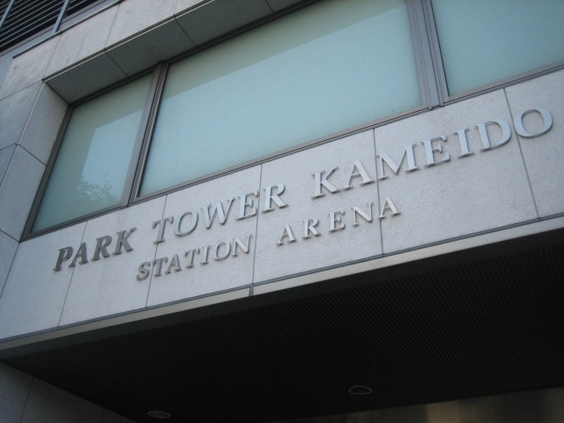 PARK TOWER KAMEIDO
STATION ARENA